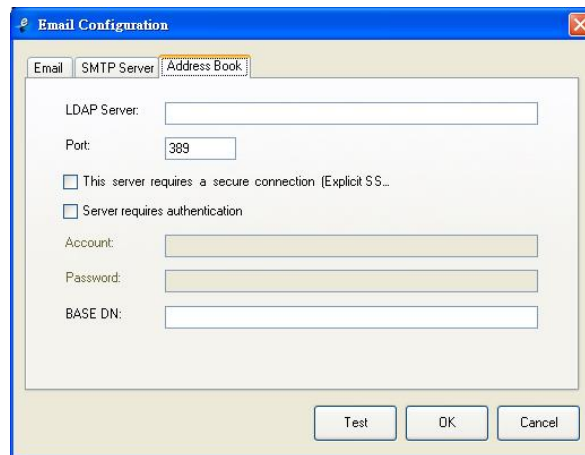 Email Configuration
Email SMTP Server Address Book
LDAP Server:
Port: 389
This server requires a secure connection (Explicit SS...
Server requires authentication
Account:
Password:
BASE DN:
Test OK Cancel